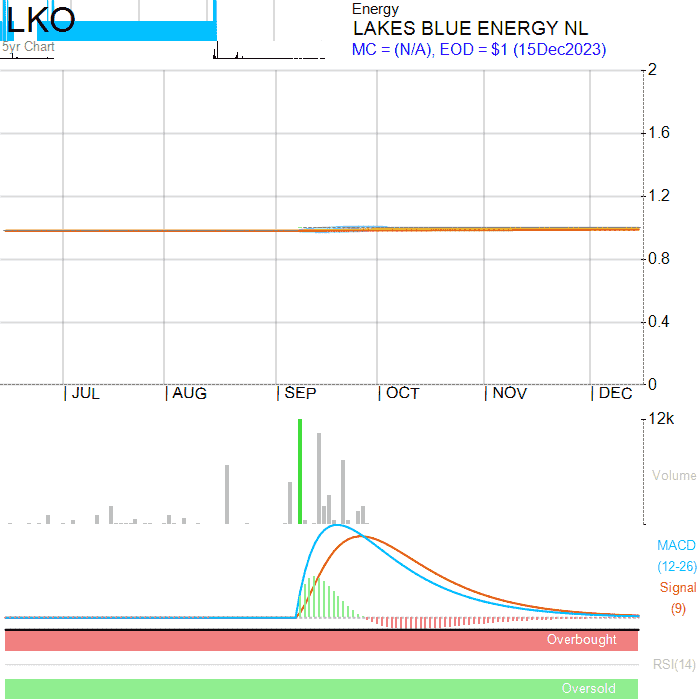 LKO
5yr Chart
Energy
LAKES BLUE ENERGY NL
MC = (N/A), EOD = $1 (15Dec2023)
2
1.6
1.2
0.8
0.4
0
JUL AUG SEP OCT NOV DEC
12k
Volume
MACD
(12-26)
Signal
(9)
Overbought
RSI(14)
Oversold